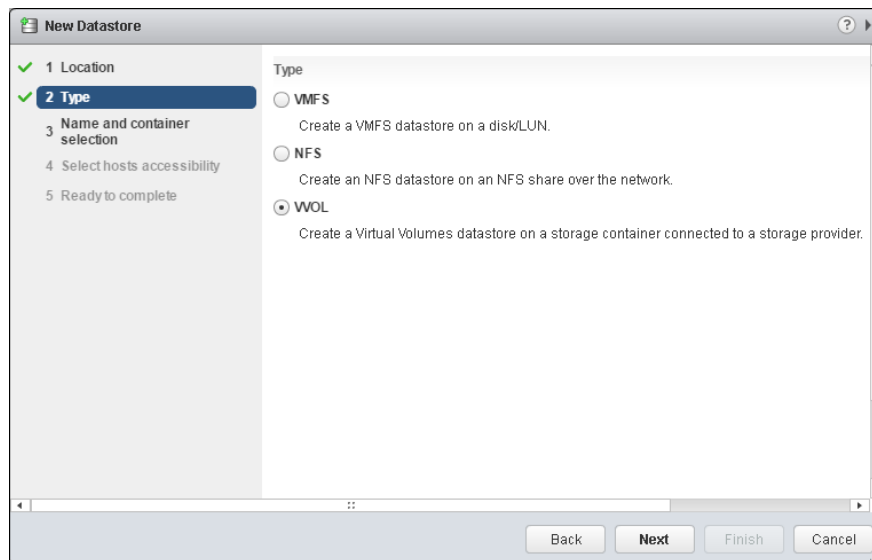 New Datastore
?
1 Location
2 Type
3 Name and container
selection
4 Select hosts accessibility
5 Ready to complete
Type
VMFS
Create a VMFS datastore on a disk/LUN.
NFS
Create an NFS datastore on an NFS share over the network.
VVOL
Create a Virtual Volumes datastore on a storage container connected to a storage provider.
Back
Next
Finish
Cancel